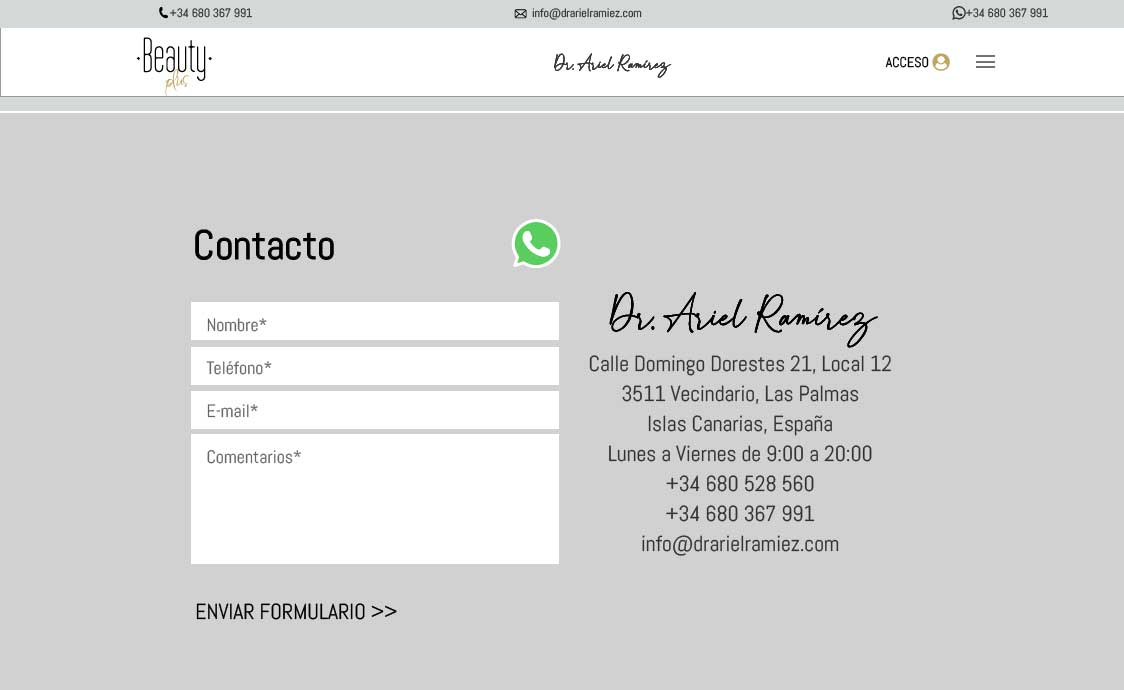 +34 680 367 991
info@drarielramiez.com
+34 680 367 991
Beauty
plus
Dr. Ariel Ramírez
ACCESO
Contacto
Nombre*
Teléfono*
E-mail*
Comentarios*
ENVIAR FORMULARIO >>
Dr. Ariel Ramírez
Calle Domingo Dorestes 21, Local 12
3511 Vecindario, Las Palmas
Islas Canarias, España
Lunes a Viernes de 9:00 a 20:00
+34 680 528 560
+34 680 367 991
info@drarielramiez.com